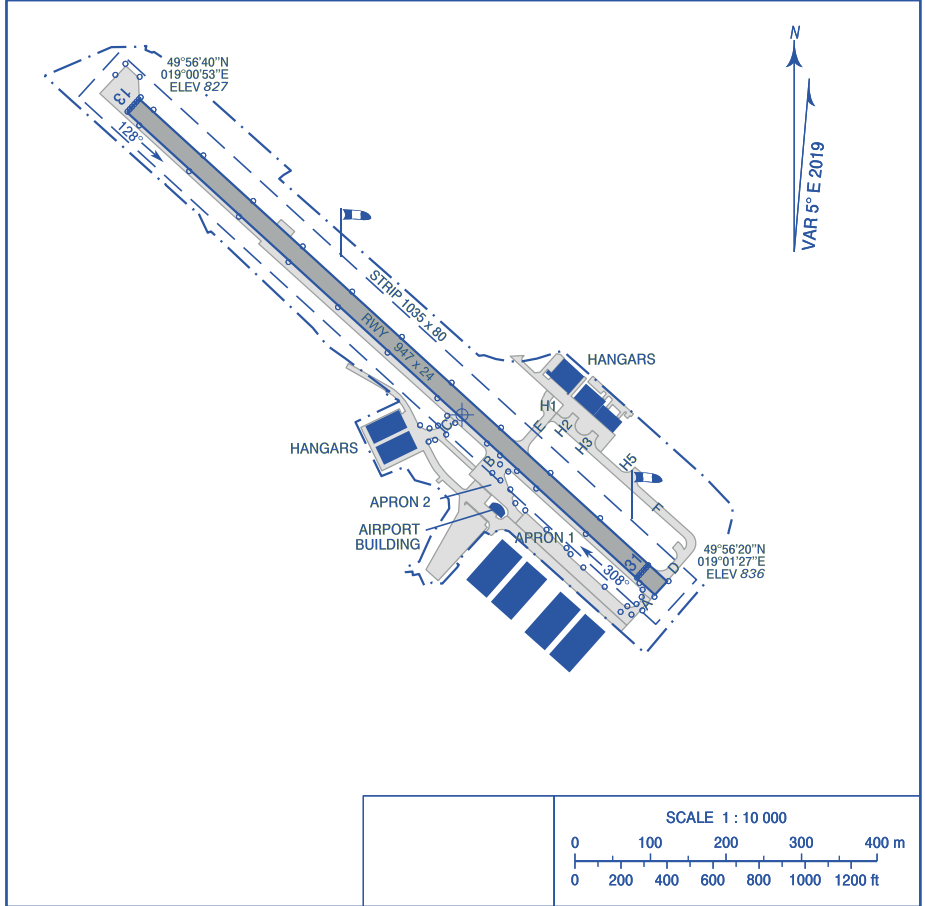 N
VAR 5° E 2019
49°56'40"N
019°00'53"E
ELEV 827
13
128°
STRIP 1035 x 80
RWY 947 x 24
HANGARS
H1
E
H2
H3
H5
F
C
B
HANGARS
APRON 2
AIRPORT
BUILDING
APRON 1
308°
31
D
A
49°56'20"N
019°01'27"E
ELEV 836
SCALE 1 : 10 000
0 100 200 300 400 m
0 200 400 600 800 1000 1200 ft